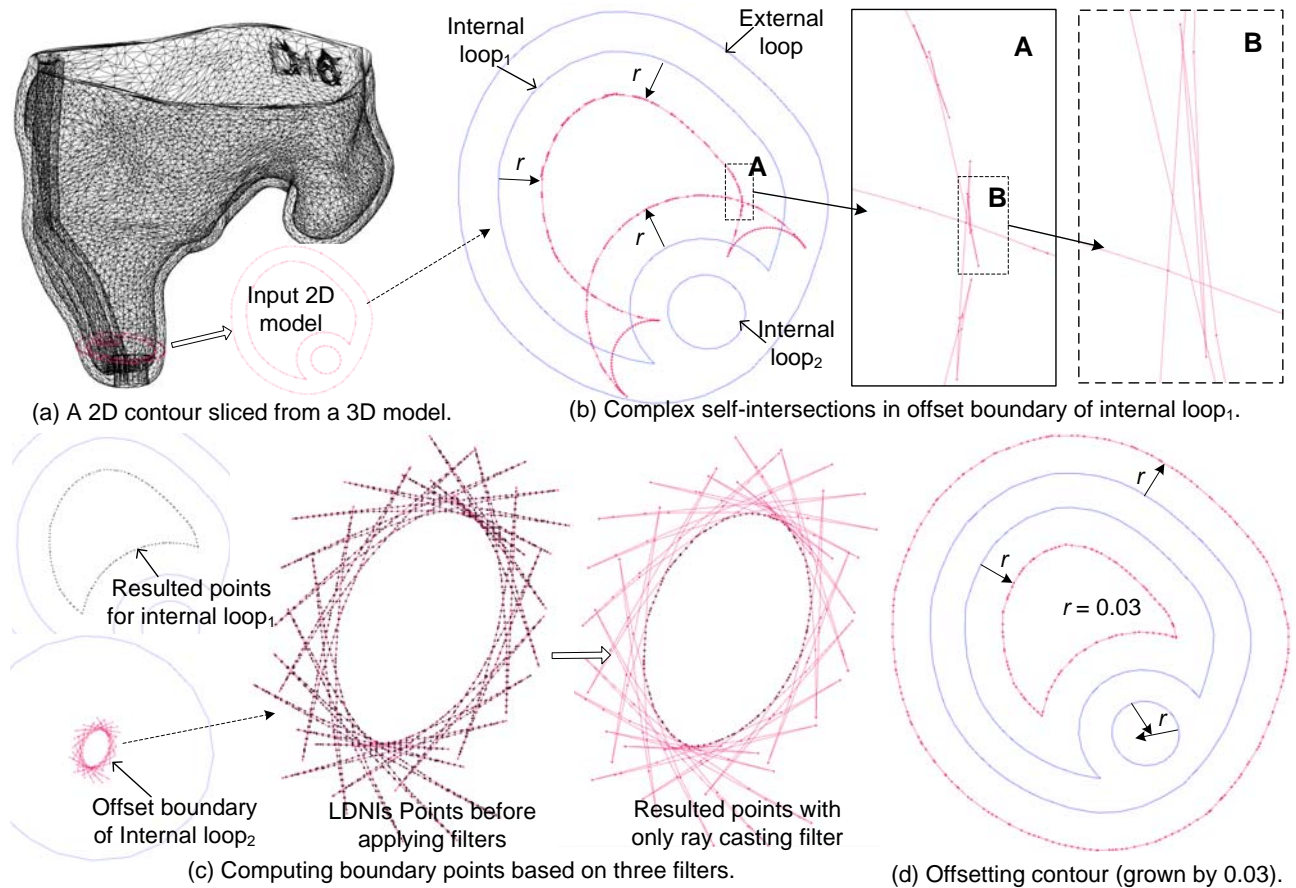 Input 2D
model
(a) A 2D contour sliced from a 3D model.
Internal
loop₁
External
loop
r
r
r
A
Internal
loop₂
A
B
B
(b) Complex self-intersections in offset boundary of internal loop₁.
Resulted points
for internal loop₁
Offset boundary
of Internal loop₂
LDNIs Points before
applying filters
Resulted points with
only ray casting filter
(c) Computing boundary points based on three filters.
r
r
r = 0.03
r
(d) Offsetting contour (grown by 0.03).